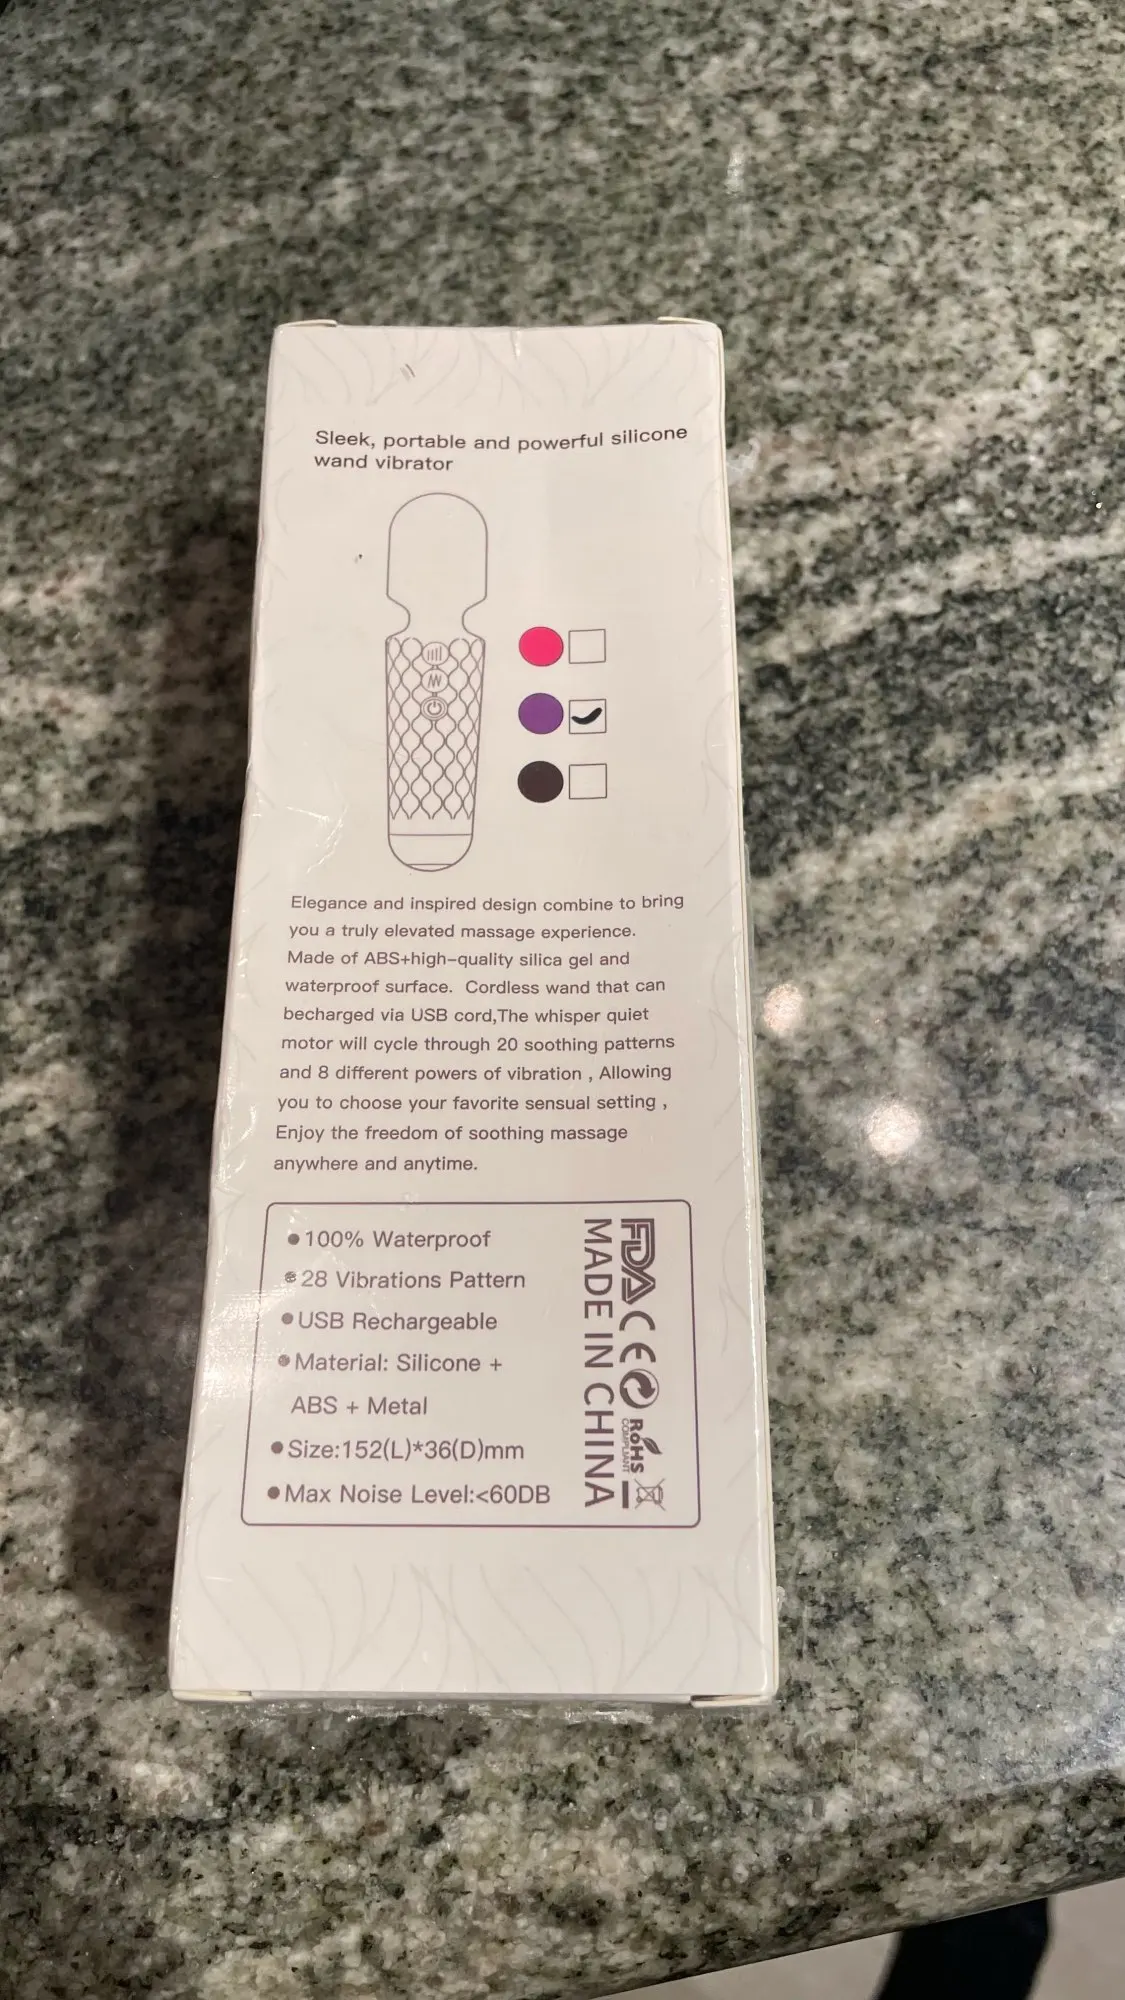 Sleek, portable and powerful silicone
wand vibrator
Elegance and inspired design combine to bring
you a truly elevated massage experience.
Made of ABS+high-quality silica gel and
waterproof surface. Cordless wand that can
becharged via USB cord,The whisper quiet
motor will cycle through 20 soothing patterns
and 8 different powers of vibration , Allowing
you to choose your favorite sensual setting ,
Enjoy the freedom of soothing massage
anywhere and anytime.
● 100% Waterproof
● 28 Vibrations Pattern
● USB Rechargeable
● Material: Silicone +
ABS + Metal
● Size:152(L)*36(D)mm
● Max Noise Level:<60DB
FDA CE RoHS
COMPLIANT
MADE IN CHINA